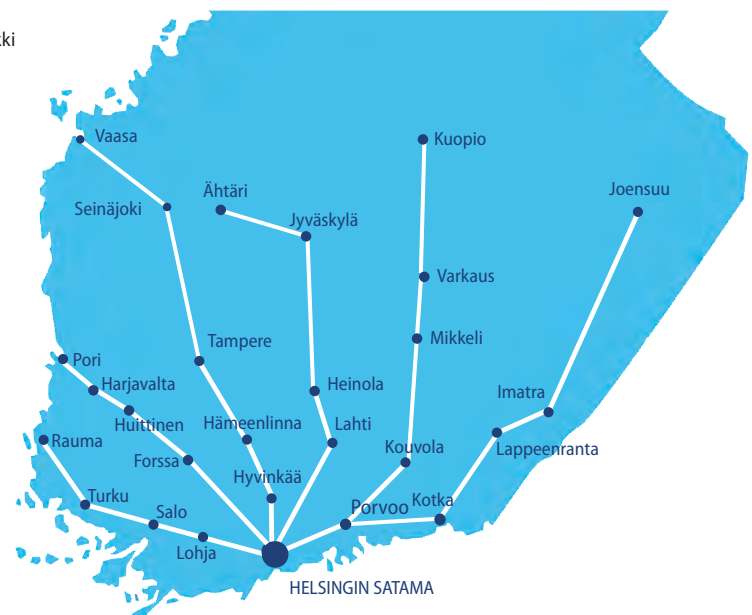 kki
Vaasa
Kuopio
Ähtäri
Joensuu
Seinäjoki
Jyväskylä
Varkaus
Tampere
Mikkeli
Pori
Harjavalta
Heinola
Imatra
Huittinen
Hämeenlinna
Lahti
Rauma
Kouvola
Lappeenranta
Forssa
Hyvinkää
Turku
Salo
Porvoo
Kotka
Lohja
HELSINGIN SATAMA